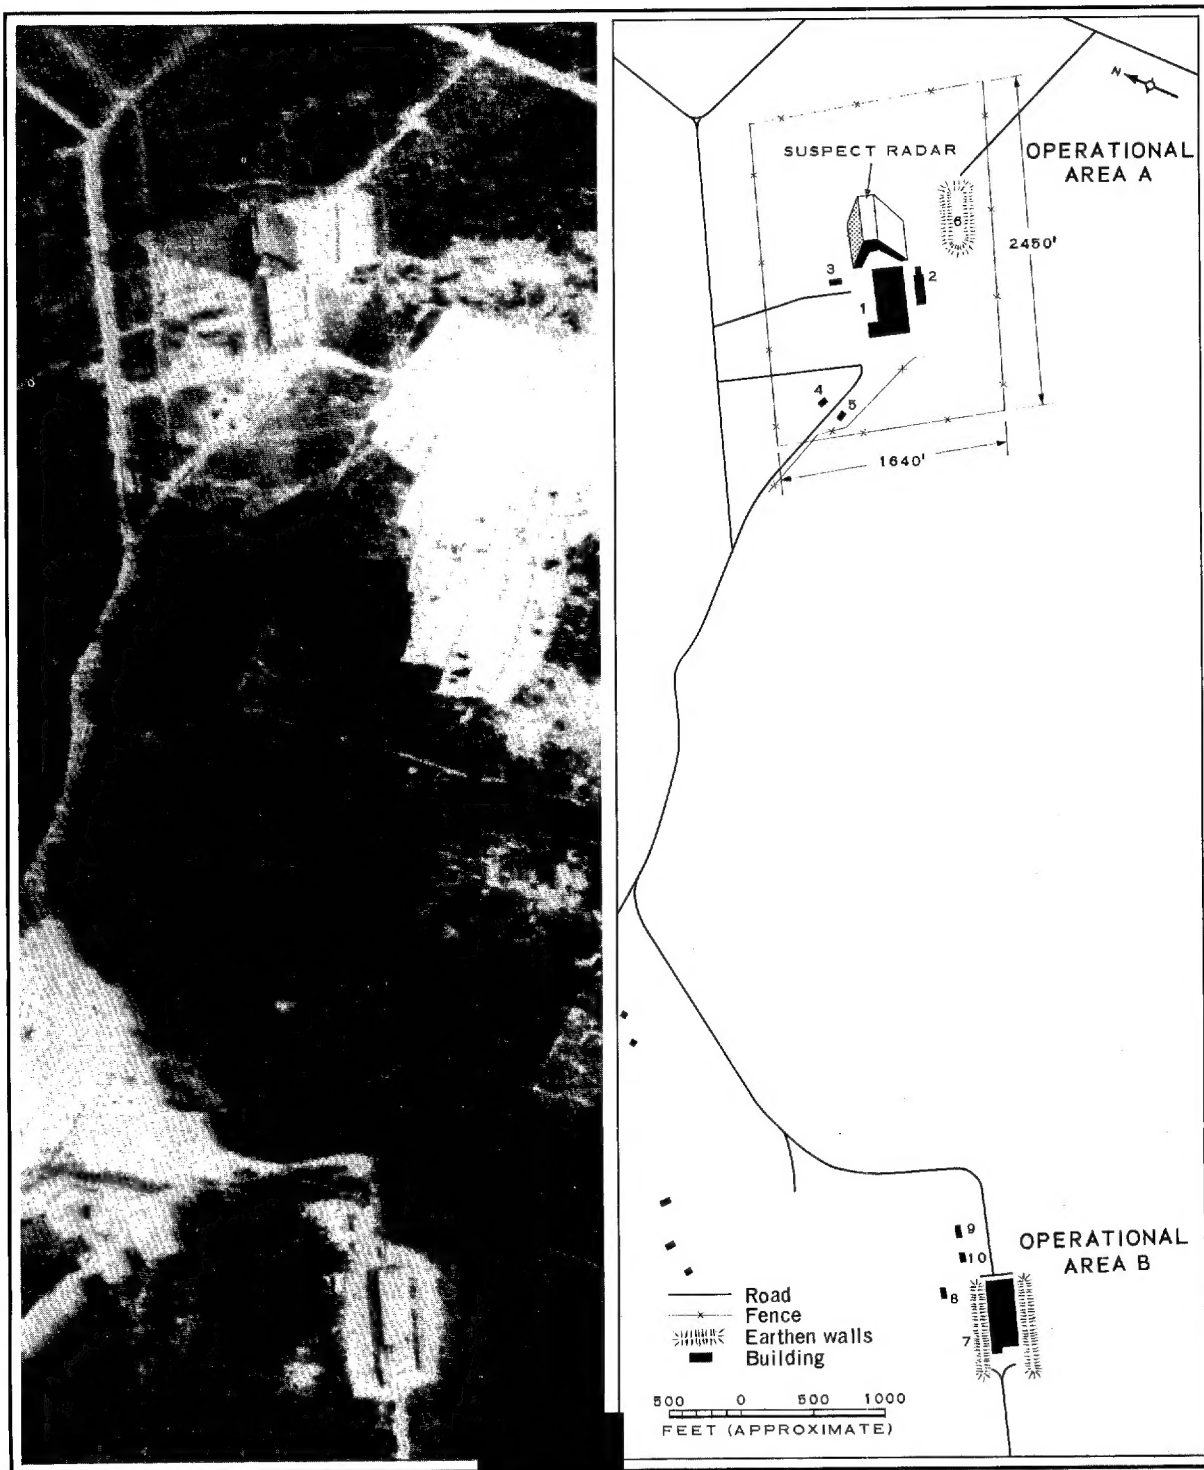 N
SUSPECT RADAR
OPERATIONAL
AREA A
6
2450'
3
2
1
4
5
1640'
9
OPERATIONAL
AREA B
10
8
7
Road
Fence
Earthen walls
Building
500 0 500 1000
FEET (APPROXIMATE)